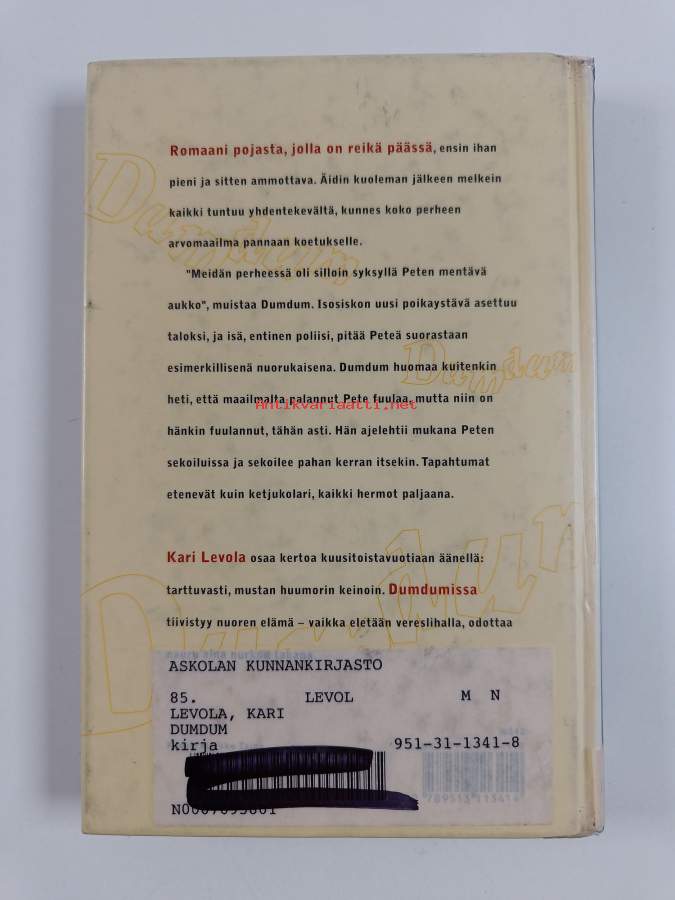 Romaani pojasta, jolla on reikä päässä, ensin ihan
pieni ja sitten ammottava. Äidin kuoleman jälkeen melkein
kaikki tuntuu yhdentekevältä, kunnes koko perheen
arvomaailma pannaan koetukselle.
"Meidän perheessä oli silloin syksyllä Peten mentävä
aukko", muistaa Dumdum. Isosiskon uusi poikaystävä asettuu
taloksi, ja isä, entinen poliisi, pitää Peteä suorastaan
esimerkillisenä nuorukaisena. Dumdum huomaa kuitenkin
heti, että maailmalta palannut Pete fuulaa, mutta niin on
Antikvariaatti.net
hänkin fuulannut, tähän asti. Hän ajelehtii mukana Peten
sekoiluissa ja sekoilee pahan kerran itsekin. Tapahtumat
etenevät kuin ketjukolari, kaikki hermot paljaana.
Kari Levola osaa kertoa kuusitoistavuotiaan äänellä:
tarttuvasti, mustan huumorin keinoin. Dumdumissa
tiivistyy nuoren elämä – vaikka eletään vereslihalla, odottaa
ASKOLAN KUNNANKIRJASTO
85. LEVOL M N
LEVOLA, KARI
DUMDUM
kirja 951-31-1341-8
Dumdum
Dumdum